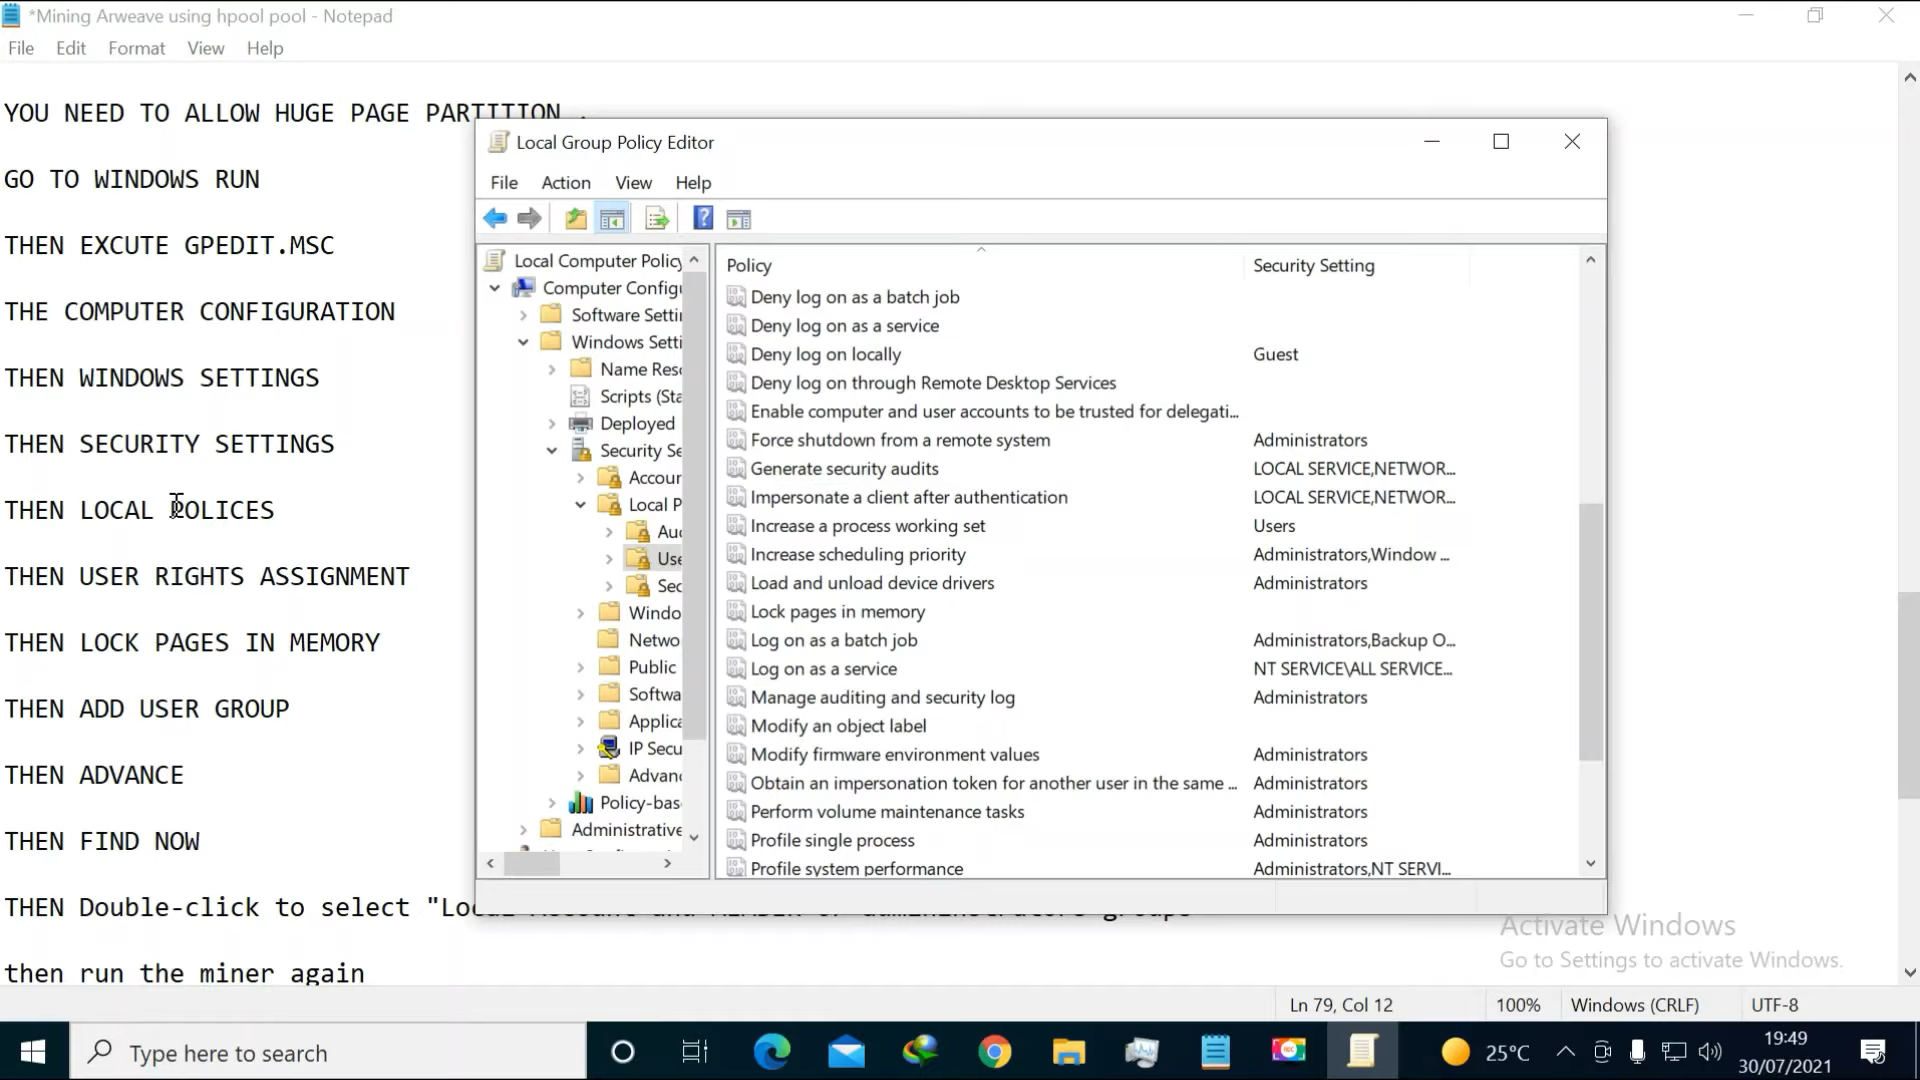 *Mining Arweave using hpool pool - Notepad
File Edit Format View Help
YOU NEED TO ALLOW HUGE PAGE PARTITION .
GO TO WINDOWS RUN
THEN EXCUTE GPEDIT.MSC
THE COMPUTER CONFIGURATION
THEN WINDOWS SETTINGS
THEN SECURITY SETTINGS
THEN LOCAL POLICES
THEN USER RIGHTS ASSIGNMENT
THEN LOCK PAGES IN MEMORY
THEN ADD USER GROUP
THEN ADVANCE
THEN FIND NOW
THEN Double-click to select "Lo
then run the miner again
Local Group Policy Editor
File Action View Help
Local Computer Policy
Computer Config
Software Setti
Windows Setti
Name Reso
Scripts (Sta
Deployed
Security Se
Accour
Local P
Auc
Use
Sec
Windo
Netwo
Public
Softwa
Applica
IP Secu
Advan
Policy-bas
Administrative
Policy Security Setting
Deny log on as a batch job
Deny log on as a service
Deny log on locally Guest
Deny log on through Remote Desktop Services
Enable computer and user accounts to be trusted for delegati...
Force shutdown from a remote system Administrators
Generate security audits LOCAL SERVICE,NETWOR...
Impersonate a client after authentication LOCAL SERVICE,NETWOR...
Increase a process working set Users
Increase scheduling priority Administrators,Window ...
Load and unload device drivers Administrators
Lock pages in memory
Log on as a batch job Administrators,Backup O...
Log on as a service NT SERVICE\ALL SERVICE...
Manage auditing and security log Administrators
Modify an object label
Modify firmware environment values Administrators
Obtain an impersonation token for another user in the same ... Administrators
Perform volume maintenance tasks Administrators
Profile single process Administrators
Profile system performance Administrators,NT SERVI...
Activate Windows
Go to Settings to activate Windows.
Ln 79, Col 12 100% Windows (CRLF) UTF-8
Type here to search
25°C
19:49
30/07/2021